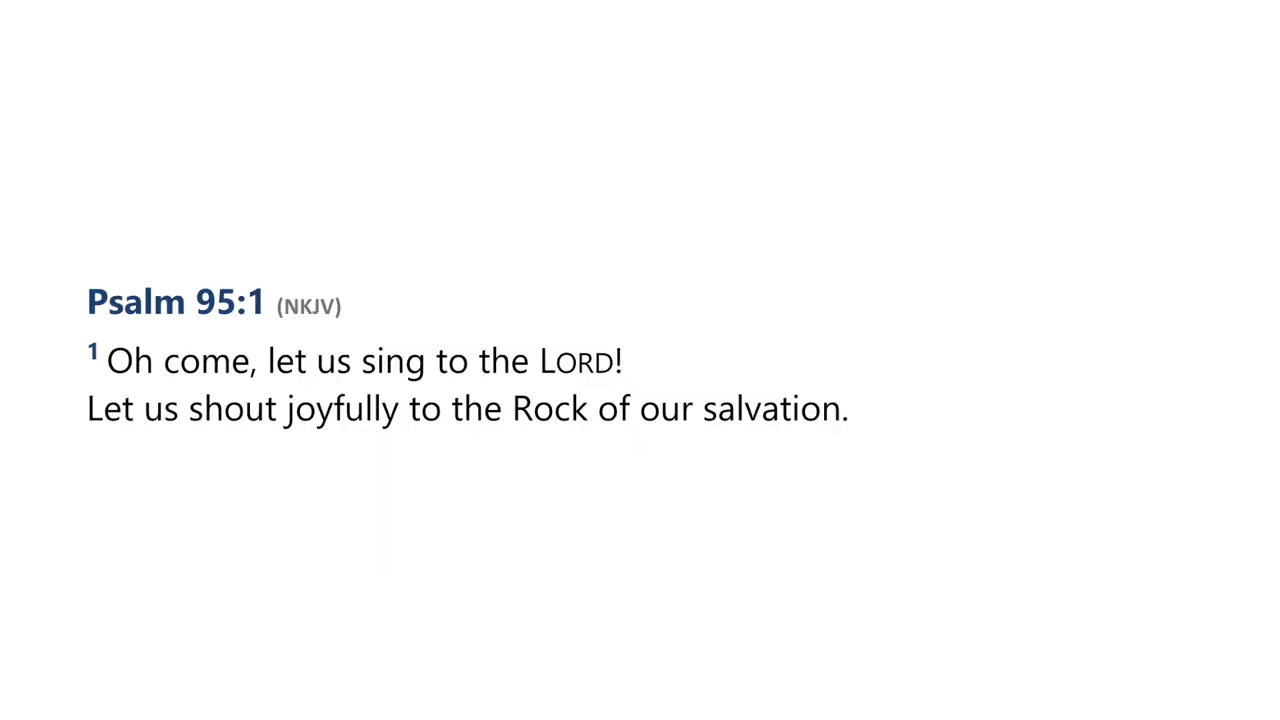 Psalm 95:1 (NKJV)
1 Oh come, let us sing to the LORD!
Let us shout joyfully to the Rock of our salvation.